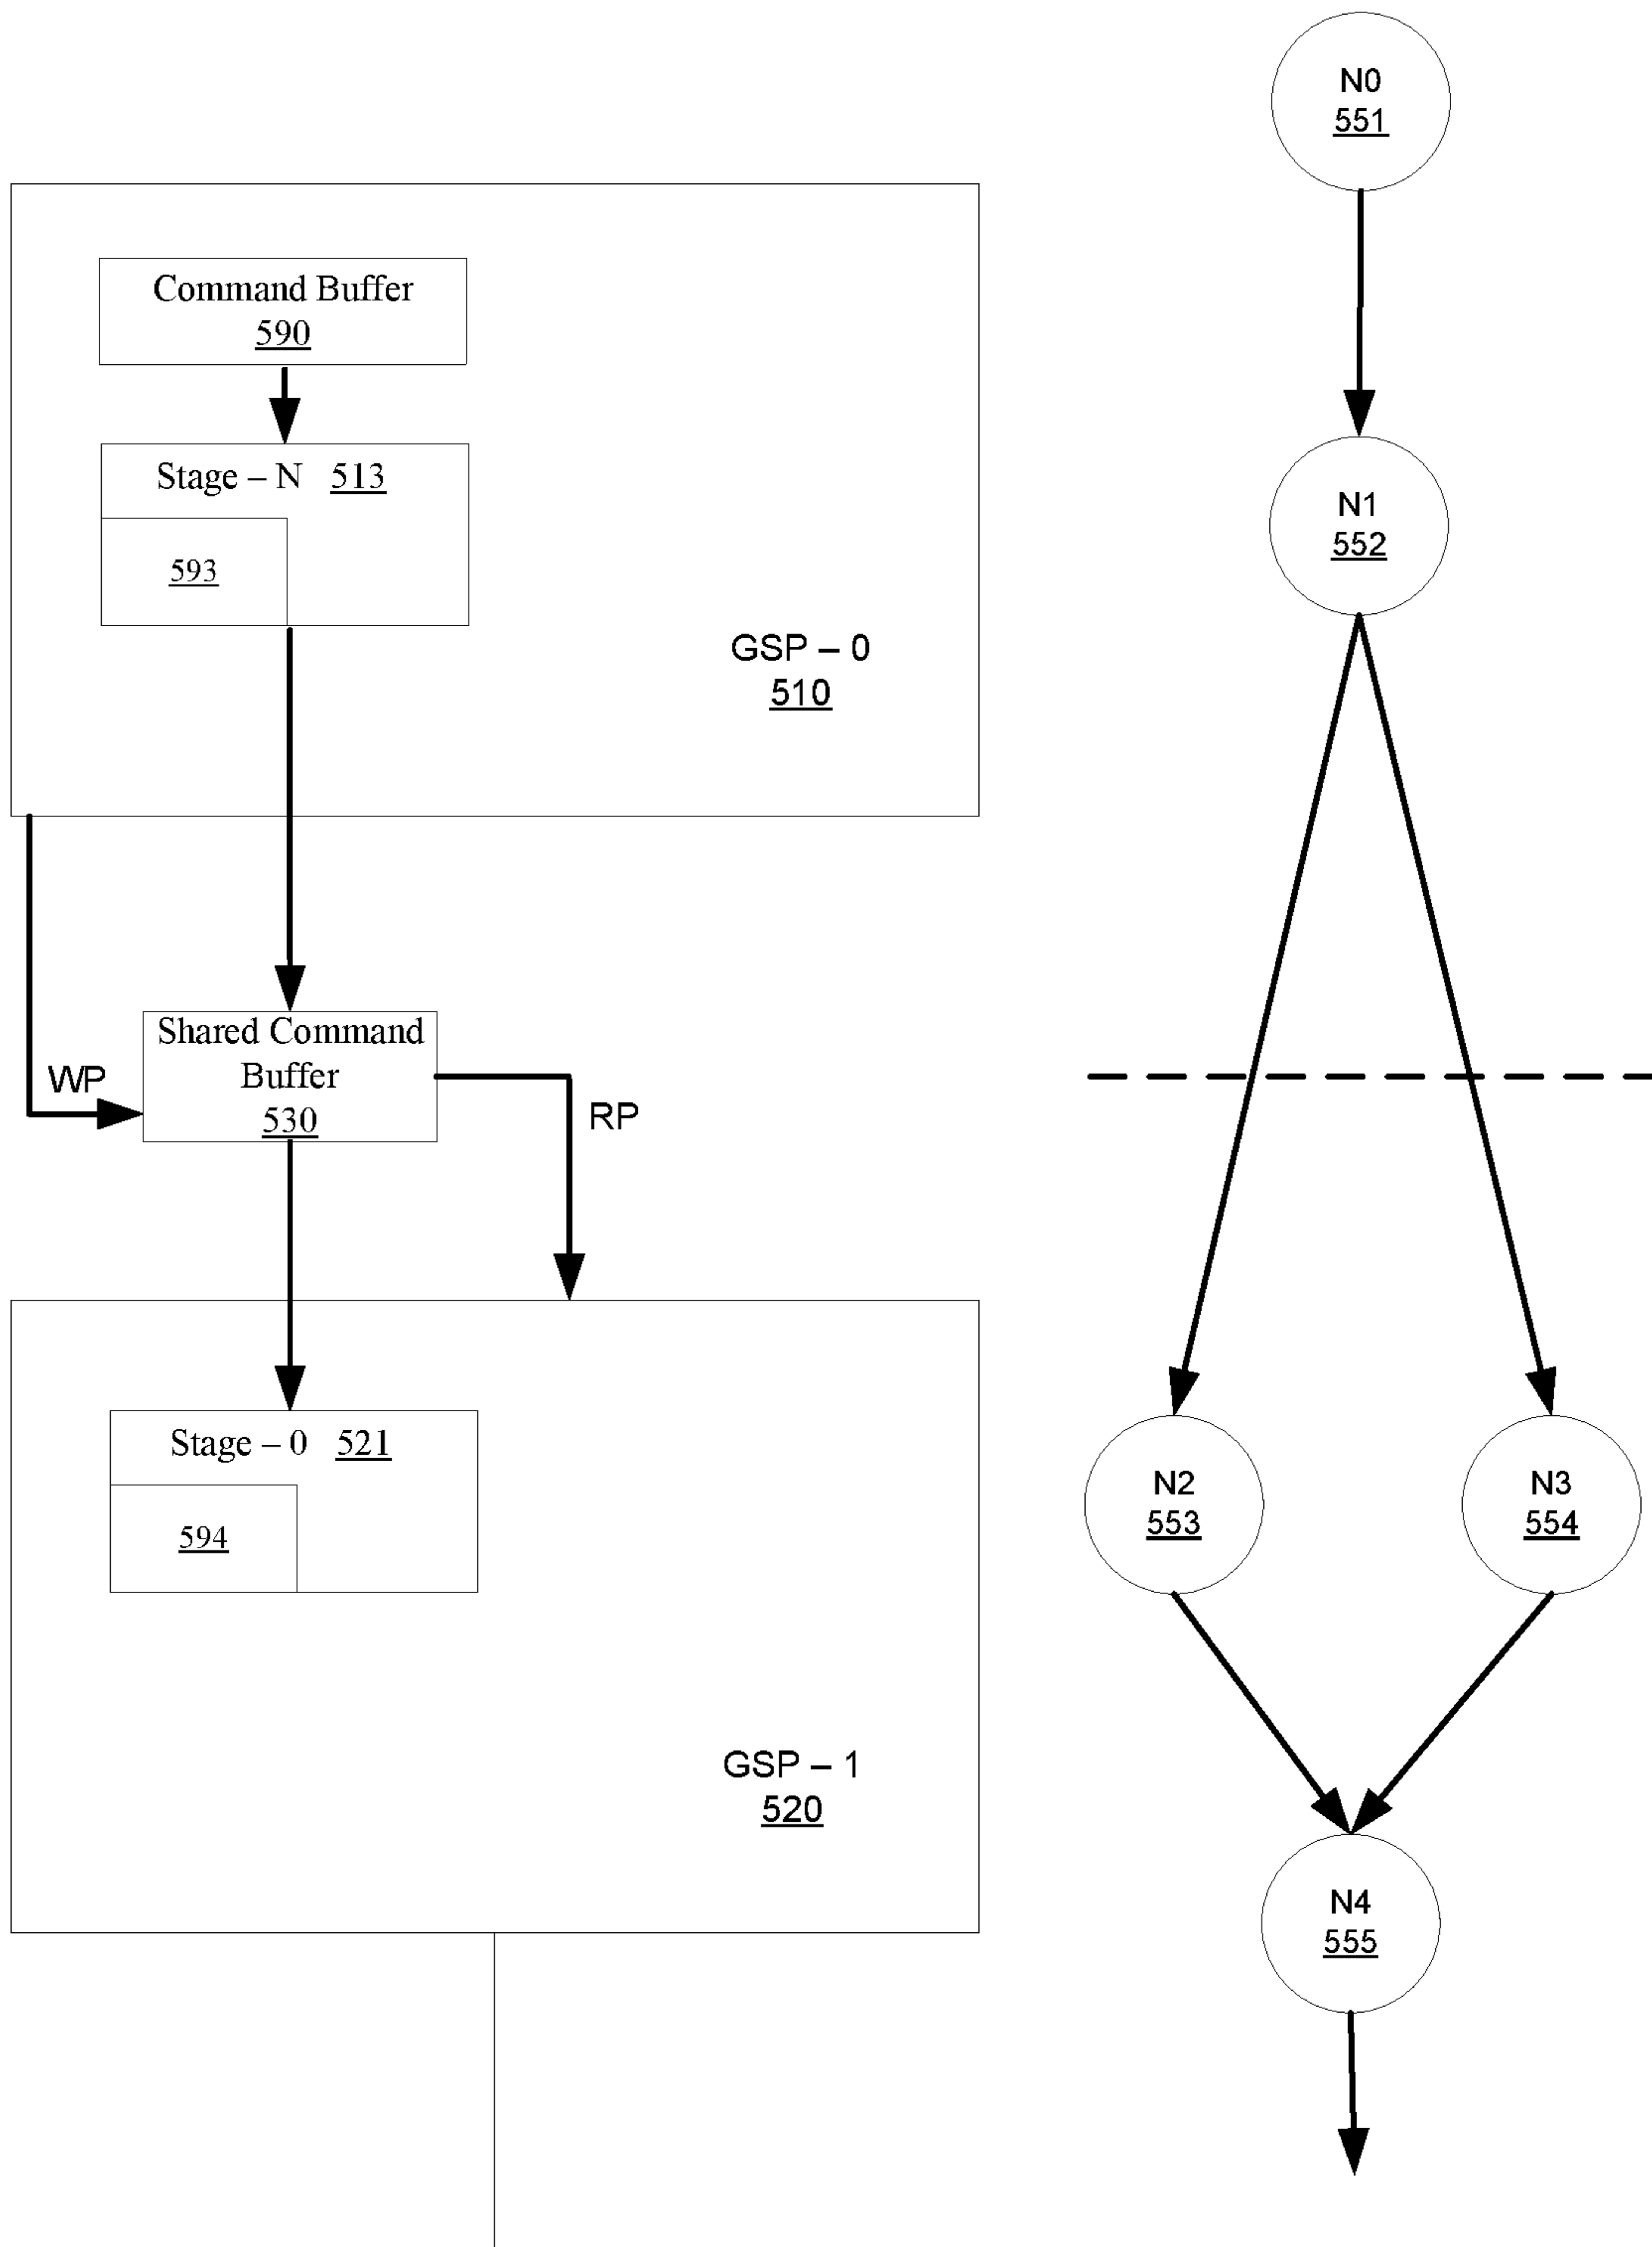 Command Buffer
590
Stage – N 513
593
GSP – 0
510
WP
Shared Command
Buffer
530
RP
Stage – 0 521
594
GSP – 1
520
N0
551
N1
552
N2
553
N3
554
N4
555